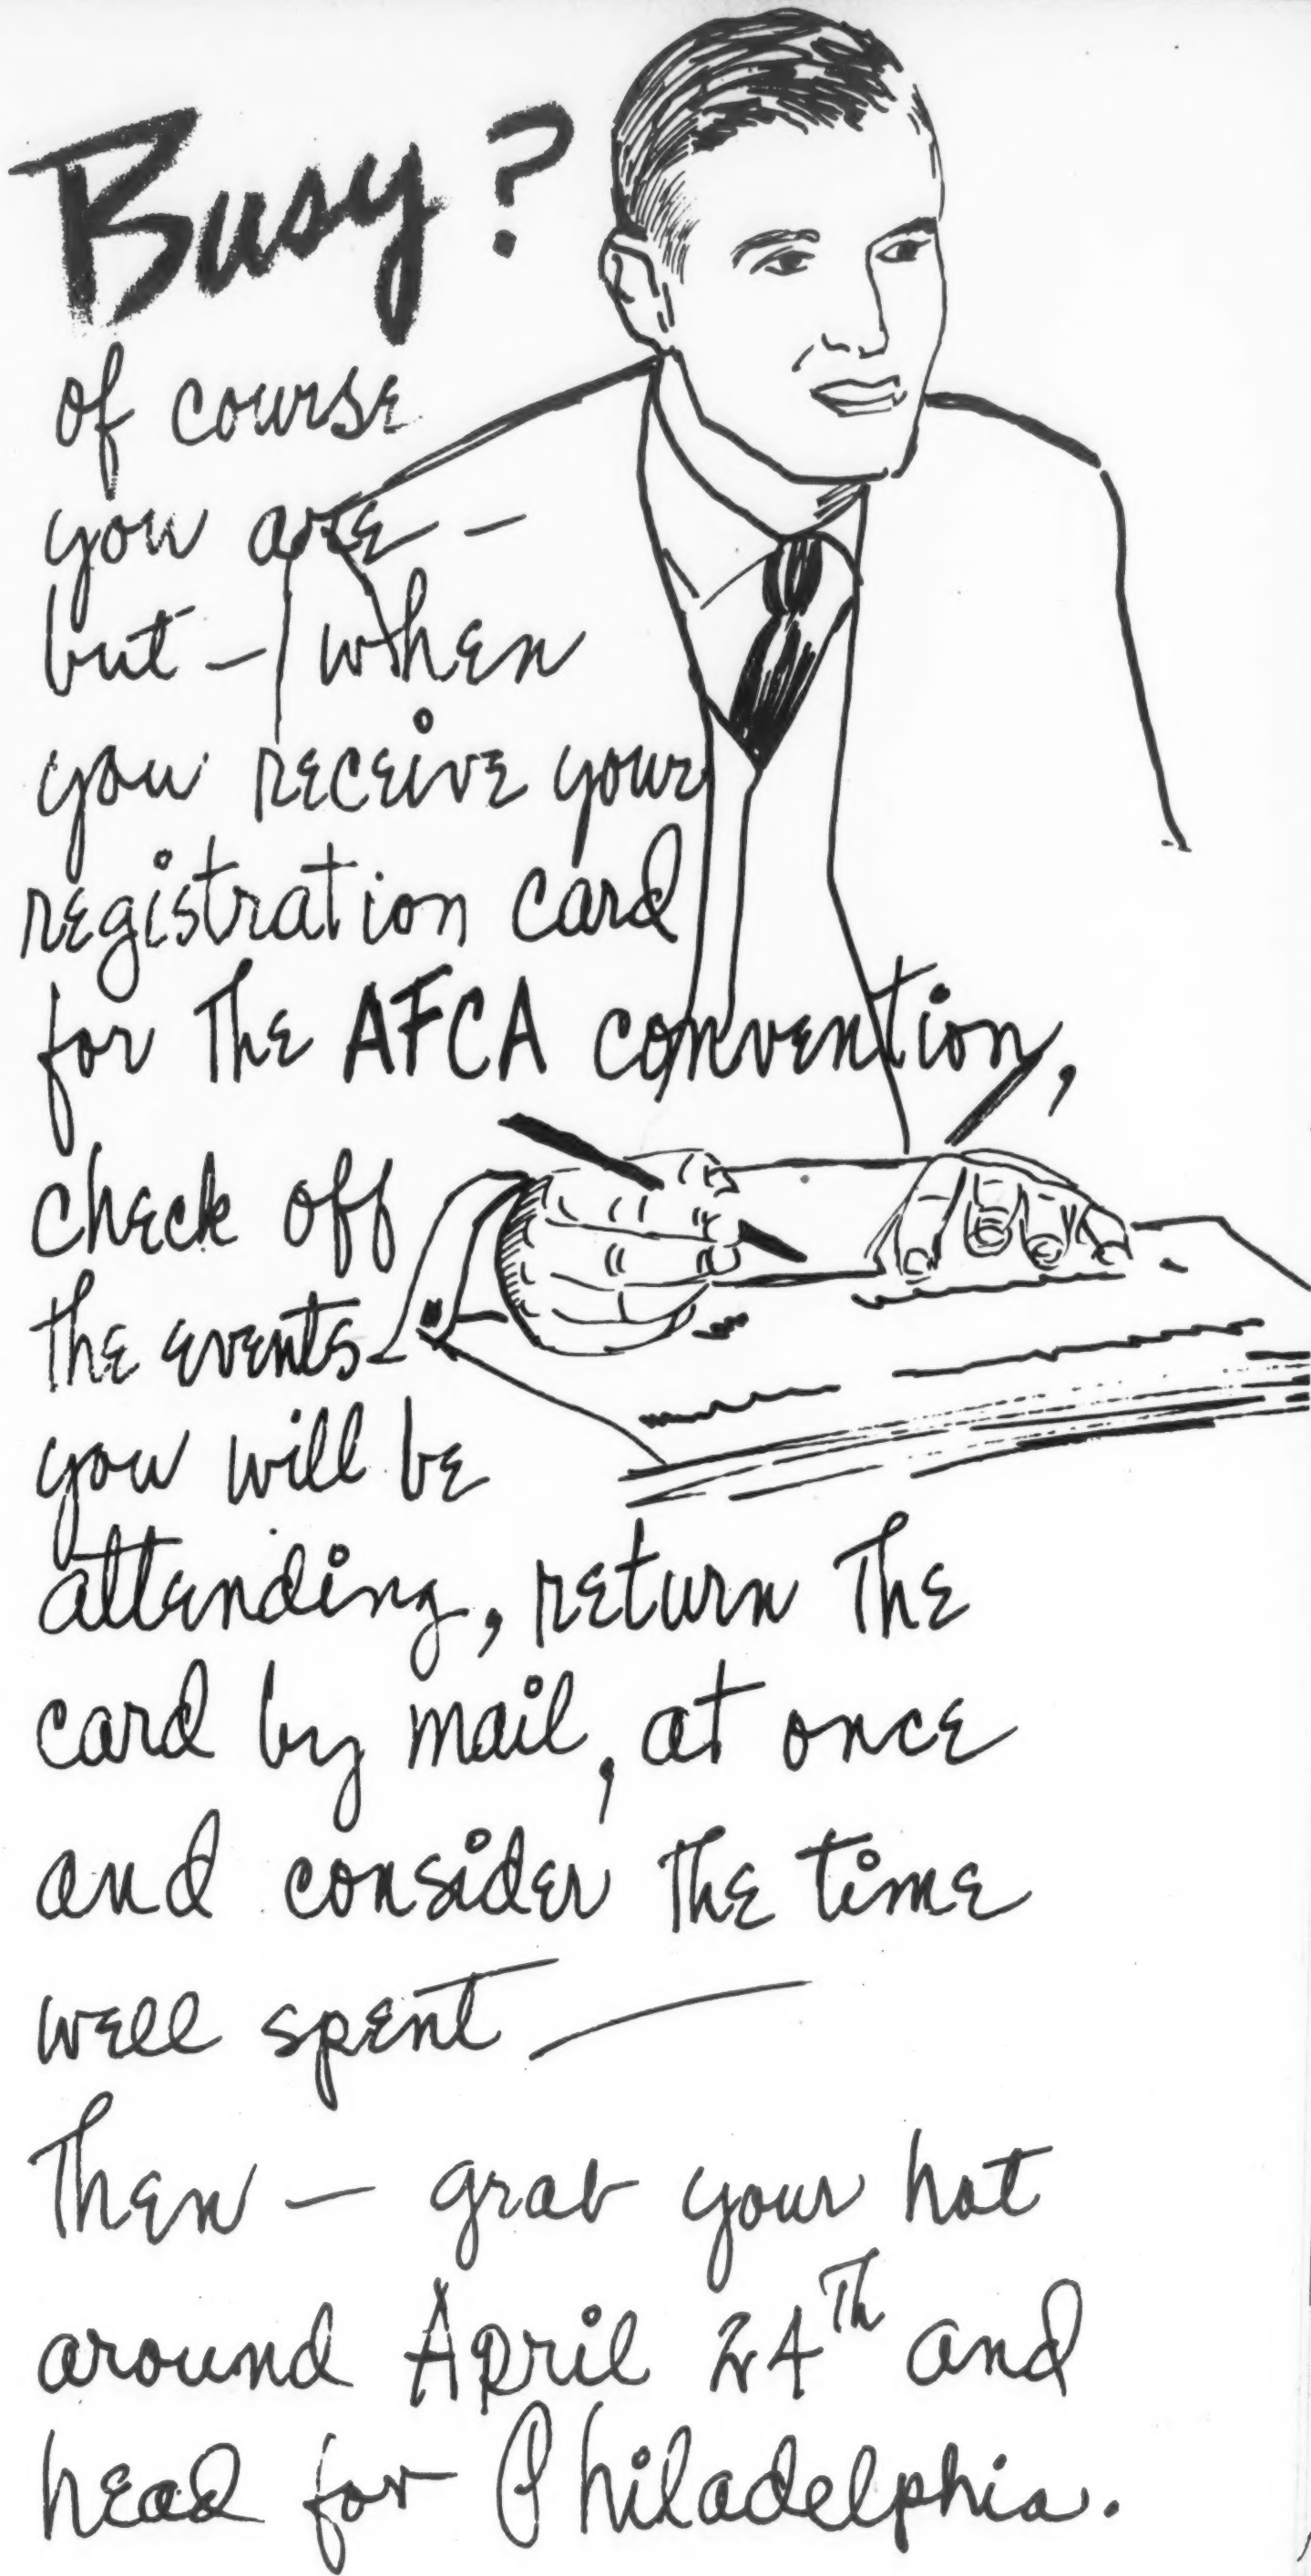 Busy?
of course
you are - -
but - when
you receive your
registration card
for the AFCA convention,
check off
the events
you will be
attending, return the
card by mail, at once
and consider the time
well spent —
Then — grab your hat
around April 24th and
head for Philadelphia.